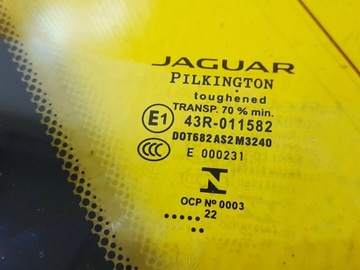 JAGUAR
PILKINGTON
toughened
TRANSP. 70 % min.
E1 43R-011582
DOT682 AS2 M3240
CCC E 000231
N
OCP Nº 0003
22